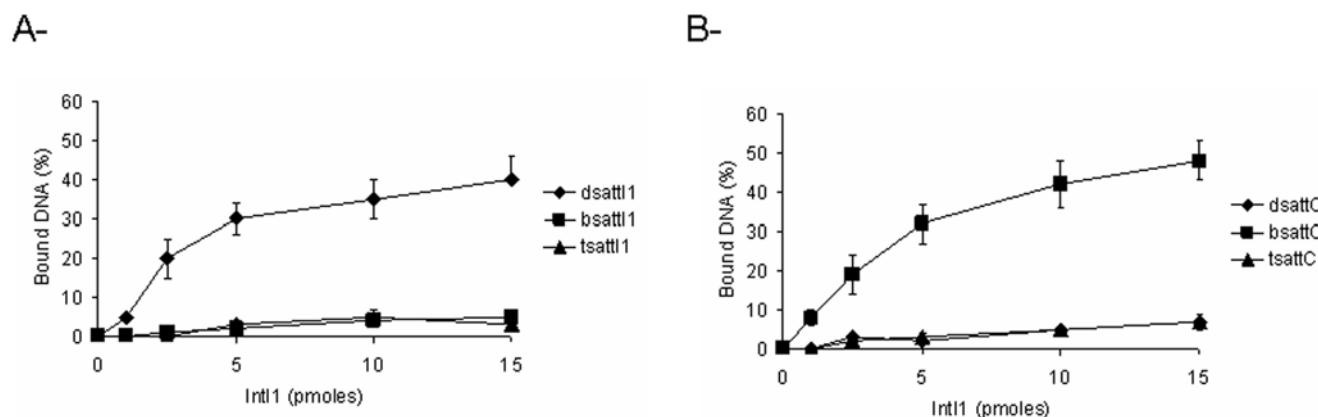 A-
60
50
40
30
20
10
0
Bound DNA (%)
0 5 10 15
IntI1 (pmoles)
dsattI1
bsattI1
tsattI1
B-
60
50
40
30
20
10
0
Bound DNA (%)
0 5 10 15
IntI1 (pmoles)
dsattC
bsattC
tsattC